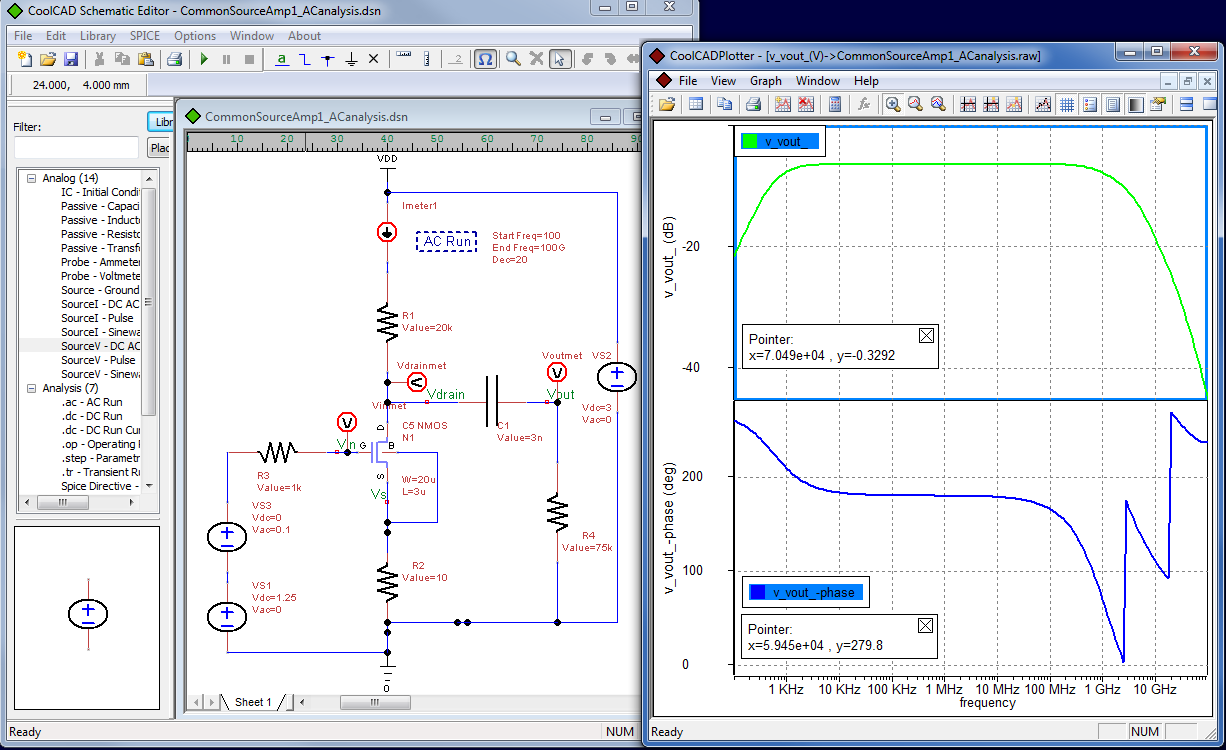 CoolCAD Schematic Editor - CommonSourceAmp1_ACanalysis.dsn
File Edit Library SPICE Options Window About
24.000, 4.000 mm
Filter:
Libr
Plac
Analog (14)
IC - Initial Condi
Passive - Capaci
Passive - Induct
Passive - Resist
Passive - Transf
Probe - Ammeter
Probe - Voltmete
Source - Ground
SourceI - DC AC
SourceI - Pulse
SourceI - Sinewa
SourceV - DC AC
SourceV - Pulse
SourceV - Sinew
Analysis (7)
.ac - AC Run
.dc - DC Run
.dc - DC Run Cu
.op - Operating
.step - Parametr
.tr - Transient Ru
Spice Directive -
CommonSourceAmp1_ACanalysis.dsn
10 20 30 40 50 60 70 80 90
VDD
Imeter1
AC Run
Start Freq=100
End Freq=100G
Dec=20
R1
Value=20k
Vdrainmet
V
Vdrain
Voutmet
V
Vout
VS2
Vdc=3
Vac=0
C1
Value=3n
Vinmet
V
Vin
G
D
B
S
C5 NMOS
N1
W=20u
L=3u
Vs
R3
Value=1k
VS3
Vdc=0
Vac=0.1
VS1
Vdc=1.25
Vac=0
R2
Value=10
R4
Value=75k
0
Sheet 1
Ready
NUM
CoolCADPlotter - [v_vout_(V)->CommonSourceAmp1_ACanalysis.raw]
File View Graph Window Help
v_vout_
v_vout_ (dB)
-20
-40
Pointer:
x=7.049e+04 , y=-0.3292
v_vout_-phase (deg)
200
100
0
v_vout_-phase
Pointer:
x=5.945e+04 , y=279.8
1 KHz 10 KHz 100 KHz 1 MHz 10 MHz 100 MHz 1 GHz 10 GHz
frequency
Ready
NUM